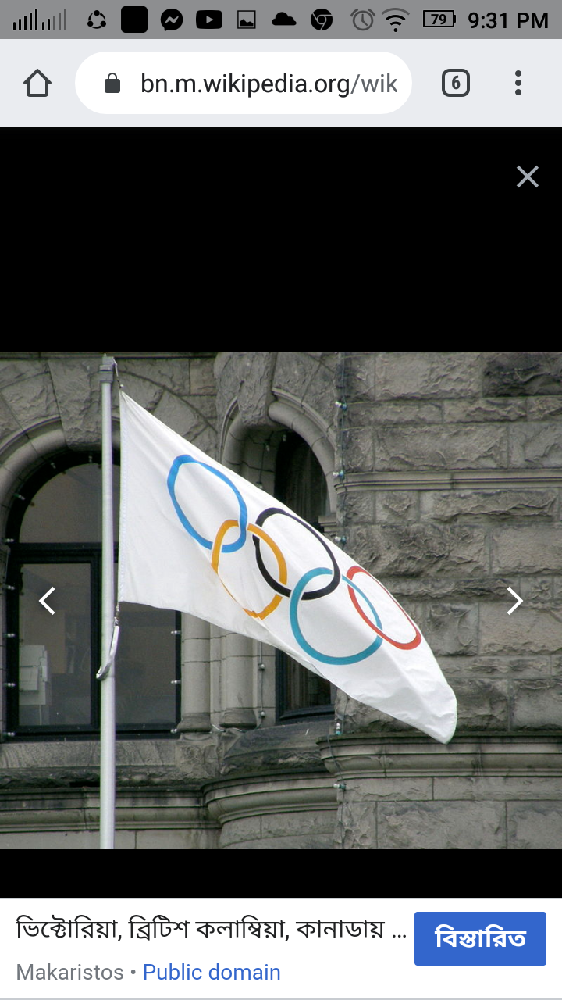 79 9:31 PM
bn.m.wikipedia.org/wik
6
ভিক্টোরিয়া, ব্রিটিশ কলাম্বিয়া, কানাডায় ...
বিস্তারিত
Makaristos • Public domain